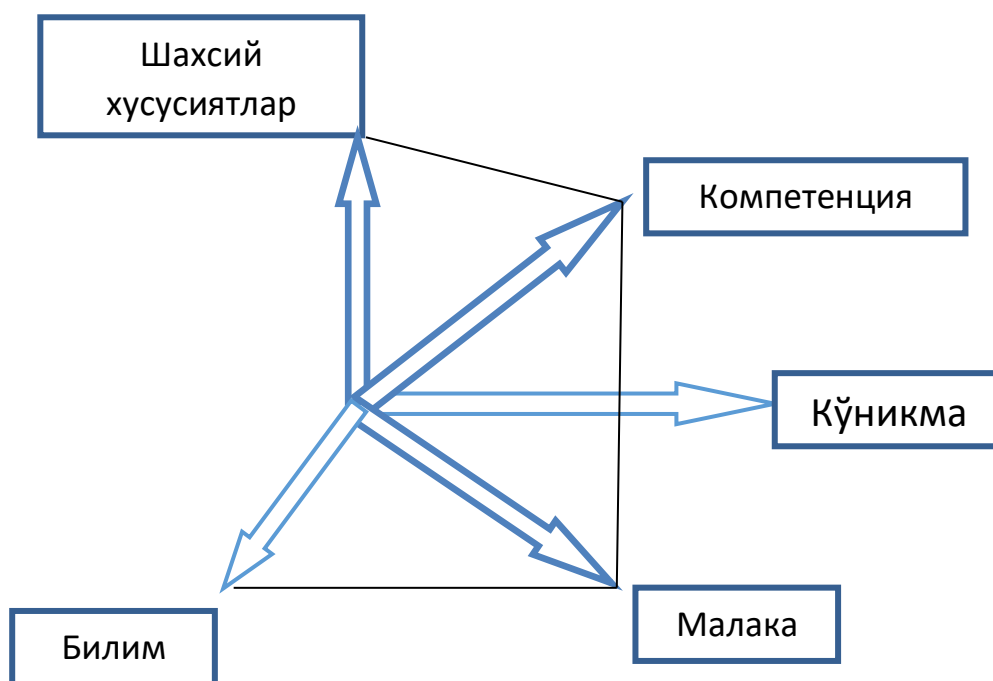 Шахсий
хусусиятлар
Компетенция
Кўникма
Малака
Билим